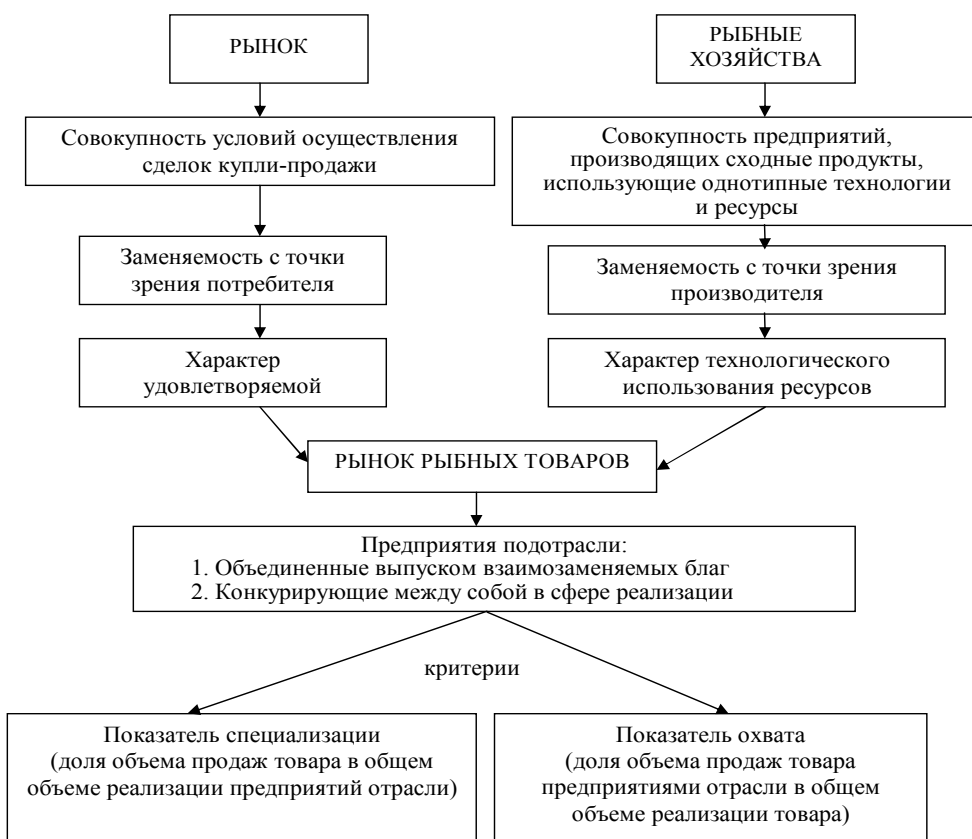 РЫНОК
РЫБНЫЕ
ХОЗЯЙСТВА
Совокупность условий осуществления
сделок купли-продажи
Совокупность предприятий,
производящих сходные продукты,
использующие однотипные технологии
и ресурсы
Заменяемость с точки
зрения потребителя
Заменяемость с точки зрения
производителя
Характер
удовлетворяемой
Характер технологического
использования ресурсов
РЫНОК РЫБНЫХ ТОВАРОВ
Предприятия подотрасли:
1. Объединенные выпуском взаимозаменяемых благ
2. Конкурирующие между собой в сфере реализации
критерии
Показатель специализации
(доля объема продаж товара в общем
объеме реализации предприятий отрасли)
Показатель охвата
(доля объема продаж товара
предприятиями отрасли в общем
объеме реализации товара)